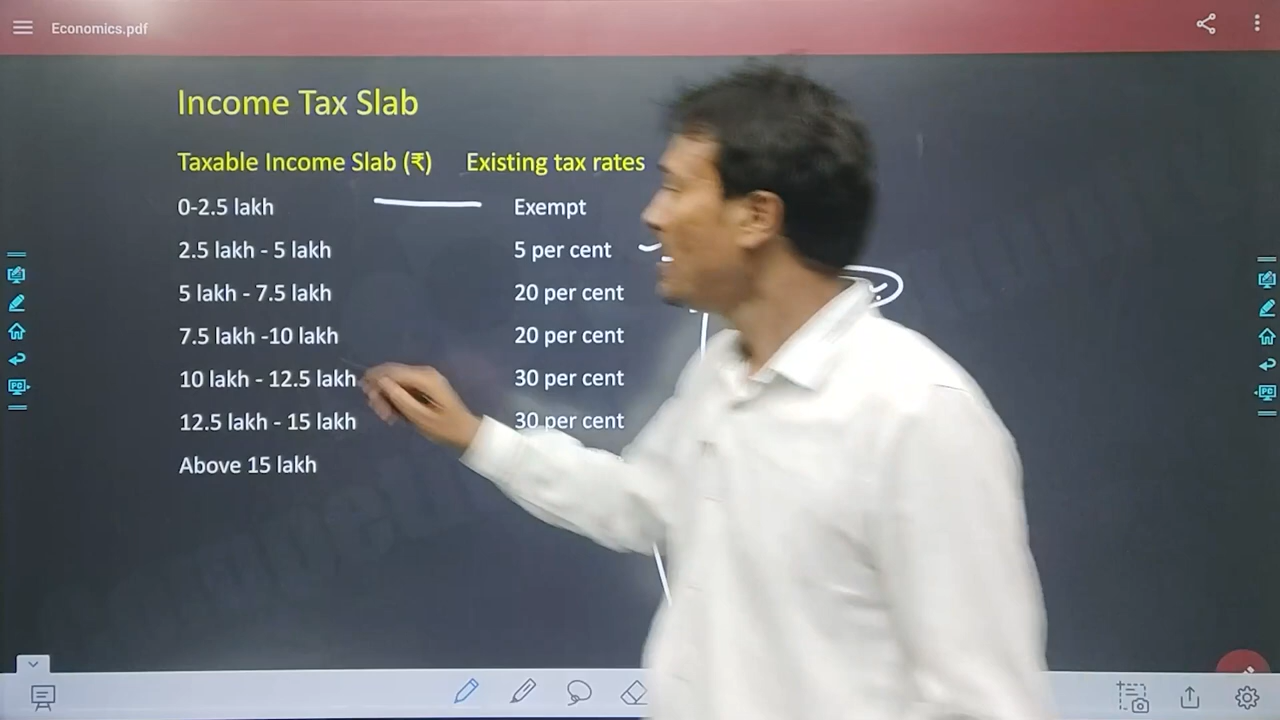 Economics.pdf
Income Tax Slab
Taxable Income Slab (₹) Existing tax rates
0-2.5 lakh Exempt
2.5 lakh - 5 lakh 5 per cent
5 lakh - 7.5 lakh 20 per cent
7.5 lakh -10 lakh 20 per cent
10 lakh - 12.5 lakh 30 per cent
12.5 lakh - 15 lakh 30 per cent
Above 15 lakh
PC
PC